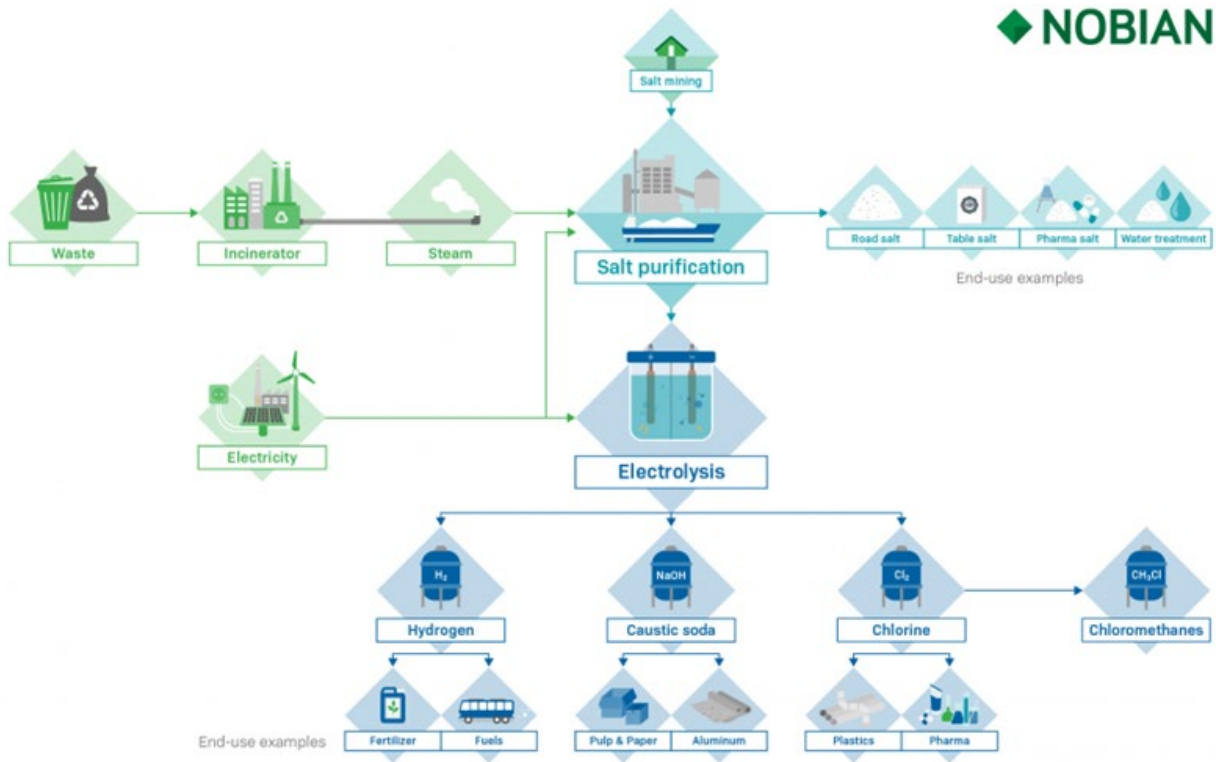 NOBIAN
Salt mining
Waste
Incinerator
Steam
Salt purification
Road salt
Table salt
Pharma salt
Water treatment
End-use examples
Electricity
+ −
Electrolysis
H₂
NaOH
Cl₂
CH₃Cl
Hydrogen
Caustic soda
Chlorine
Chloromethanes
End-use examples
Fertilizer
Fuels
Pulp & Paper
Aluminum
Plastics
Pharma